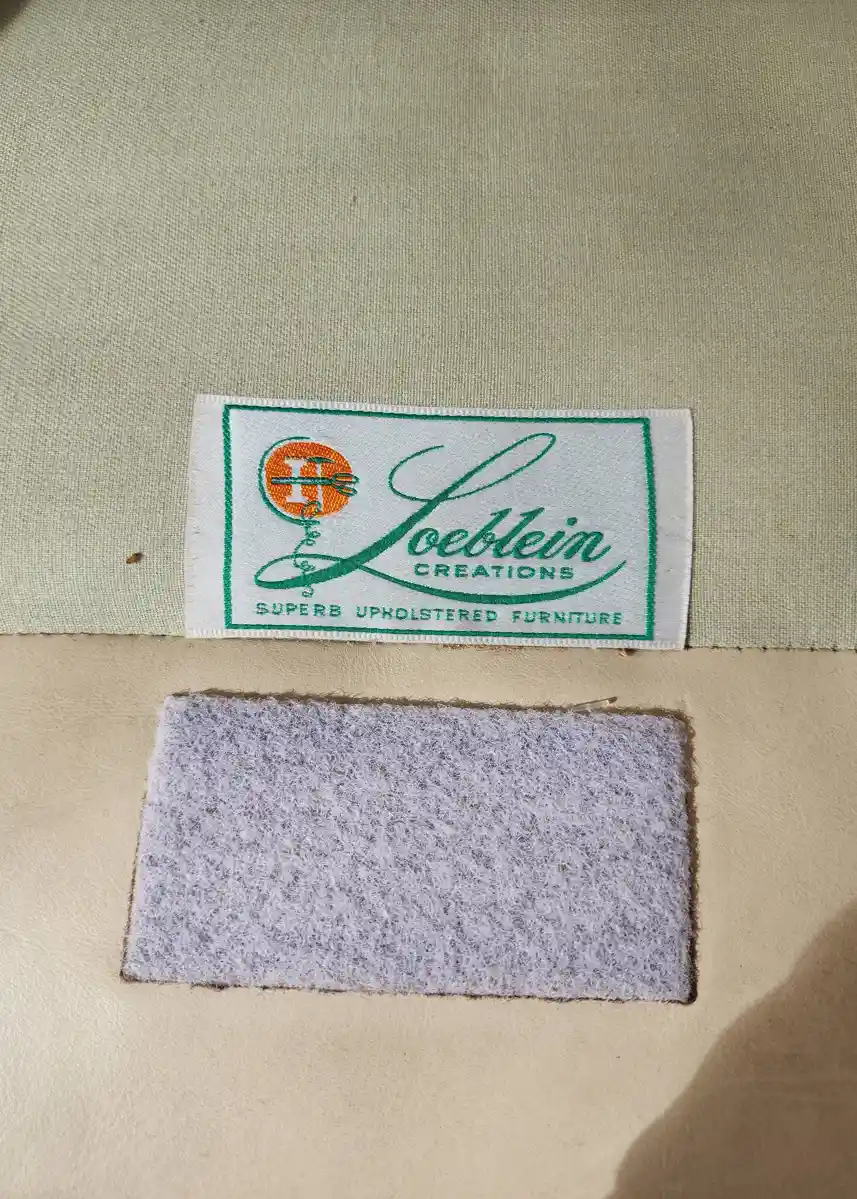 H
Loeblein
CREATIONS
SUPERB UPHOLSTERED FURNITURE